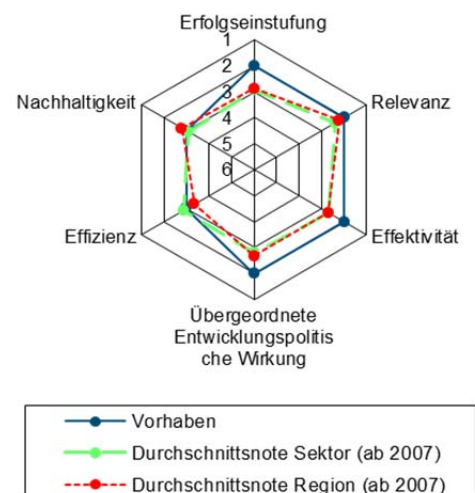 Erfolgseinstufung
1
2
3
4
5
6
Nachhaltigkeit
Relevanz
Effizienz
Effektivität
Übergeordnete
Entwicklungspolitis
che Wirkung
Vorhaben
Durchschnittsnote Sektor (ab 2007)
Durchschnittsnote Region (ab 2007)